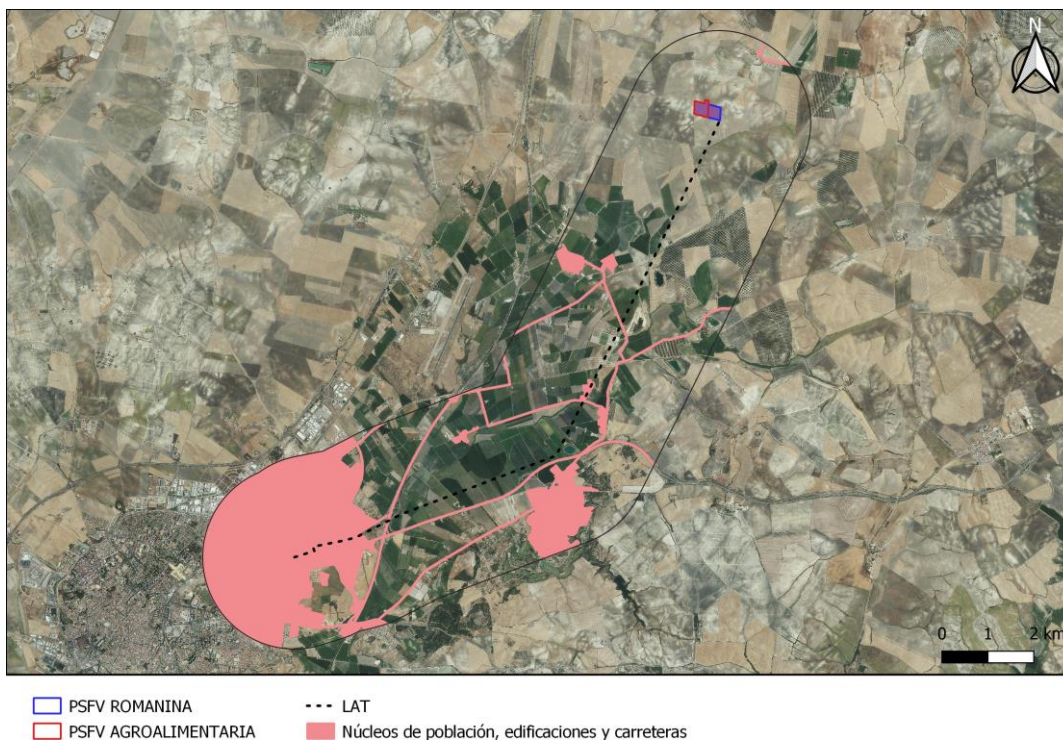 N
0 1 2 km
PSFV ROMANINA
PSFV AGROALIMENTARIA
LAT
Núcleos de población, edificaciones y carreteras